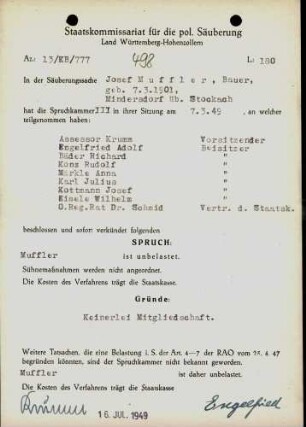 Staatskommissariat für die pol. Säuberung
Land Württemberg-Hohenzollern
Az: 13/KB/777
498
L: 180
In der Säuberungssache Josef Muffler, Bauer,
geb. 7.3.1901,
Mindersdorf Hb. Stockach
hat die Spruchkammer III in ihrer Sitzung am 7.3.49, an welcher
teilgenommen haben:
Assessor Krumm Vorsitzender
Engelfried Adolf Beisitzer
Bäder Richard "
Konz Rudolf "
Märkle Anna "
Karl Julius "
Kottmann Josef "
Eisele Wilhelm "
O.Reg.Rat Dr. Schmid Vertr. d. Staatsk.
beschlossen und sofort verkündet folgenden
SPRUCH:
Muffler ist unbelastet.
Sühnemaßnahmen werden nicht angeordnet.
Die Kosten des Verfahrens trägt die Staatskasse.
Gründe:
Keinerlei Mitgliedschaft.
Weitere Tatsachen, die eine Belastung i. S. der Art. 4—7 der RAO vom 25. 4. 47
begründen könnten, sind der Spruchkammer nicht bekannt geworden.
Muffler ist daher unbelastet.
Die Kosten des Verfahrens trägt die Staatskasse
Krumm
16 JUL. 1949
Engelfried